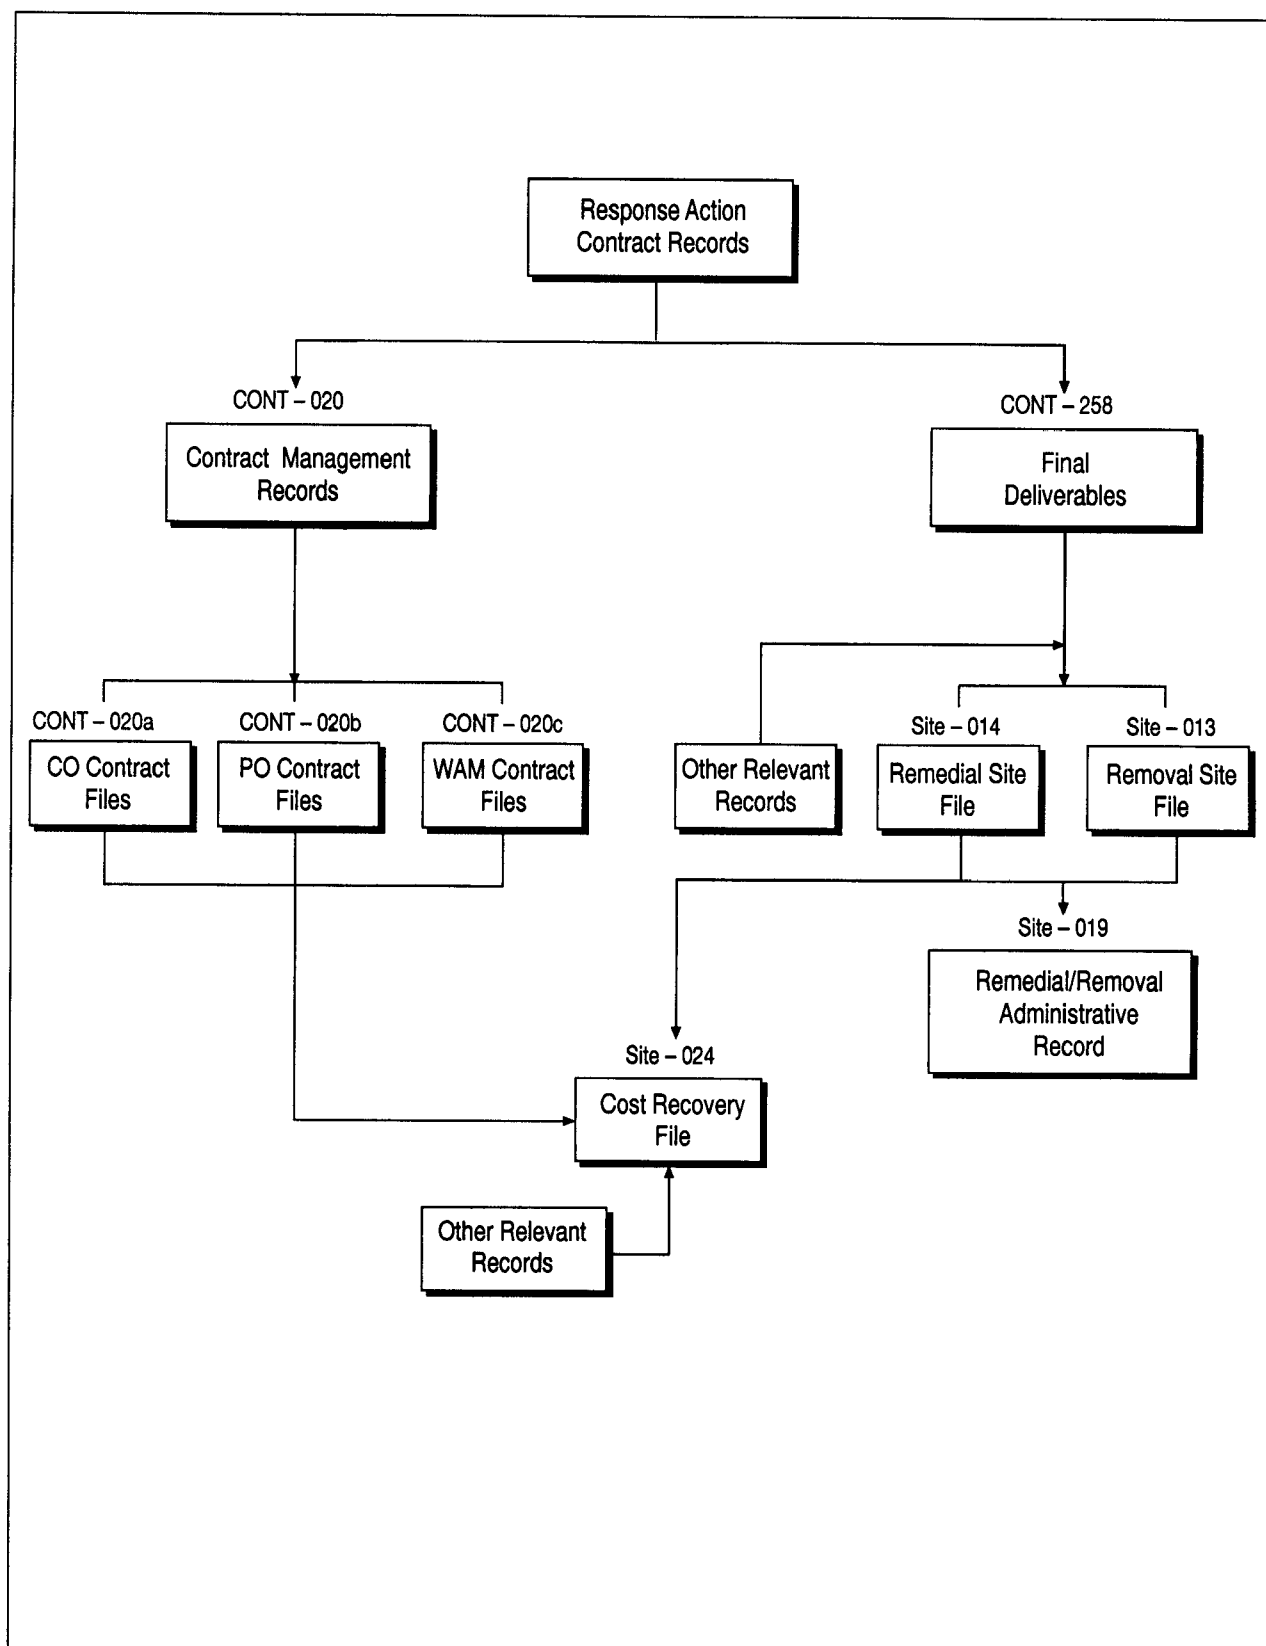 Response Action
Contract Records
CONT – 020
CONT – 258
Contract Management
Records
Final
Deliverables
CONT – 020a
CONT – 020b
CONT – 020c
Site – 014
Site – 013
CO Contract
Files
PO Contract
Files
WAM Contract
Files
Other Relevant
Records
Remedial Site
File
Removal Site
File
Site – 019
Remedial/Removal
Administrative
Record
Site – 024
Cost Recovery
File
Other Relevant
Records